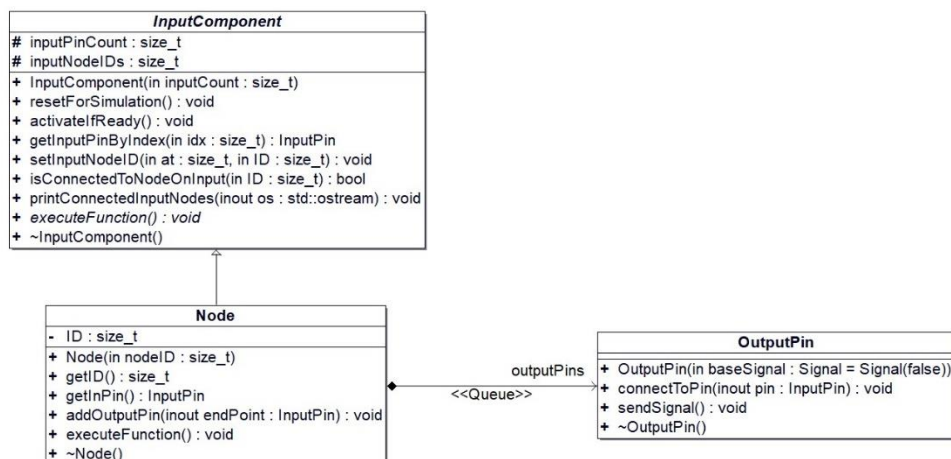 InputComponent
# inputPinCount : size_t
# inputNodeIDs : size_t
+ InputComponent(in inputCount : size_t)
+ resetForSimulation() : void
+ activateIfReady() : void
+ getInputPinByIndex(in idx : size_t) : InputPin
+ setInputNodeID(in at : size_t, in ID : size_t) : void
+ isConnectedToNodeOnInput(in ID : size_t) : bool
+ printConnectedInputNodes(inout os : std::ostream) : void
+ executeFunction() : void
+ ~InputComponent()
Node
- ID : size_t
+ Node(in nodeID : size_t)
+ getID() : size_t
+ getInPin() : InputPin
+ addOutputPin(inout endPoint : InputPin) : void
+ executeFunction() : void
+ ~Node()
outputPins
<<Queue>>
OutputPin
+ OutputPin(in baseSignal : Signal = Signal(false))
+ connectToPin(inout pin : InputPin) : void
+ sendSignal() : void
+ ~OutputPin()